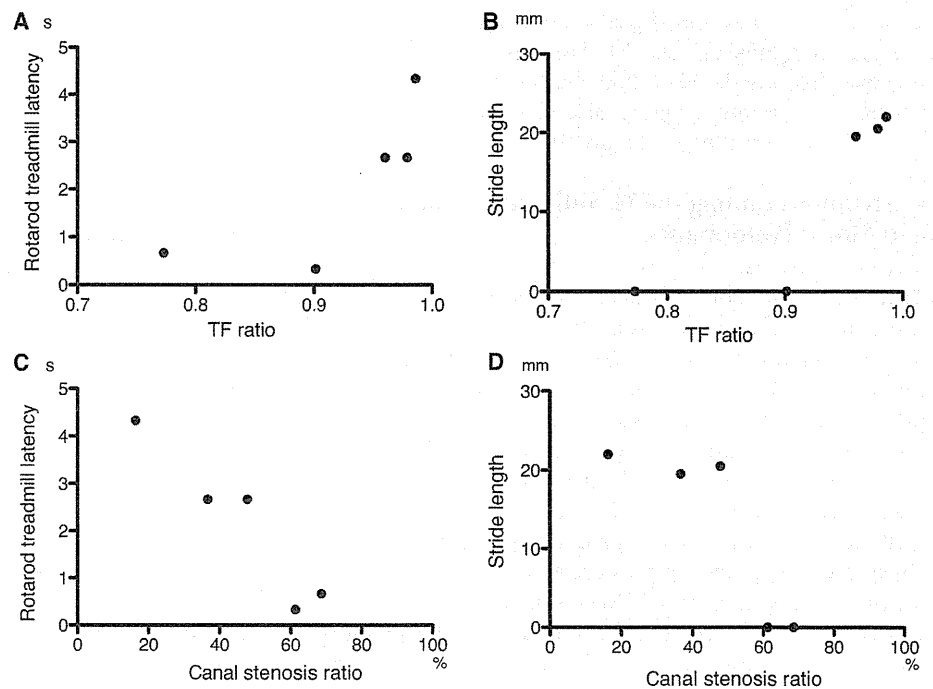 A s
Rotarod treadmill latency
5
4
3
2
1
0
0.7 0.8 0.9 1.0
TF ratio
B mm
Stride length
30
20
10
0
0.7 0.8 0.9 1.0
TF ratio
C s
Rotarod treadmill latency
5
4
3
2
1
0
0 20 40 60 80 100
%
Canal stenosis ratio
D mm
Stride length
30
20
10
0
0 20 40 60 80 100
%
Canal stenosis ratio